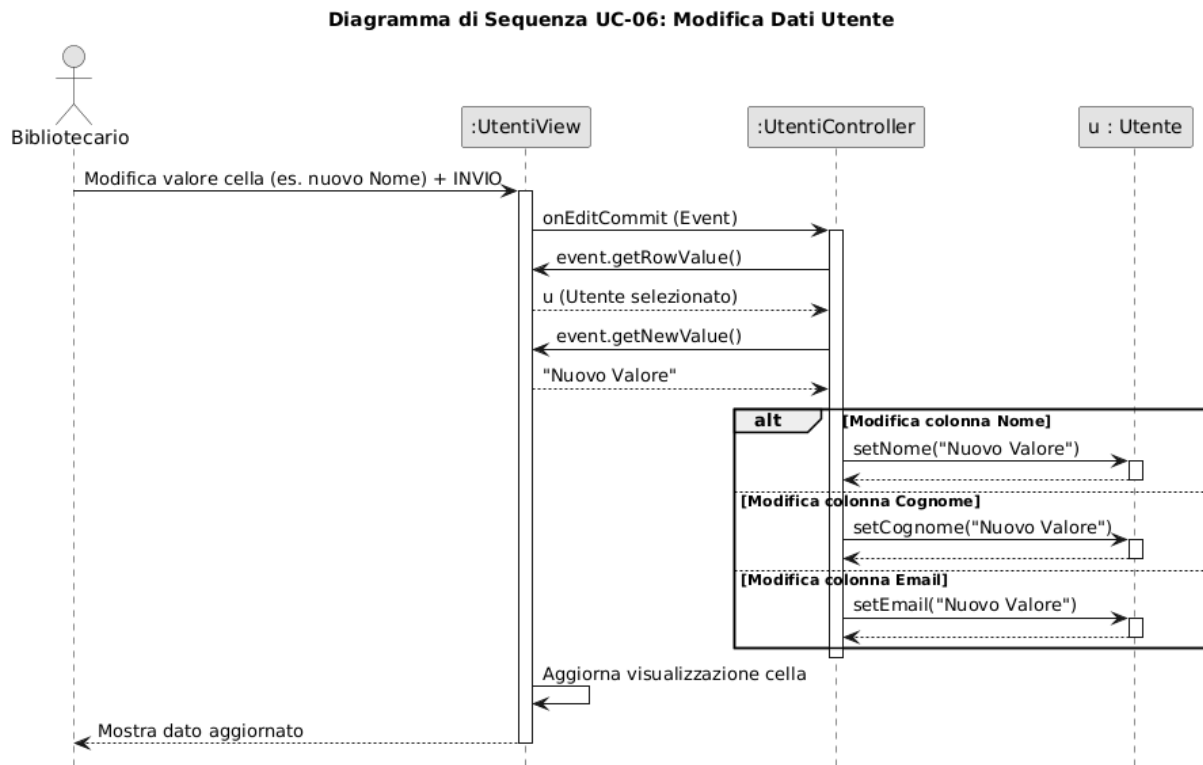 Diagramma di Sequenza UC-06: Modifica Dati Utente
Bibliotecario
:UtentiView
:UtentiController
u : Utente
Modifica valore cella (es. nuovo Nome) + INVIO
onEditCommit (Event)
event.getRowValue()
u (Utente selezionato)
event.getNewValue()
"Nuovo Valore"
alt
[Modifica colonna Nome]
setNome("Nuovo Valore")
[Modifica colonna Cognome]
setCognome("Nuovo Valore")
[Modifica colonna Email]
setEmail("Nuovo Valore")
Aggiorna visualizzazione cella
Mostra dato aggiornato